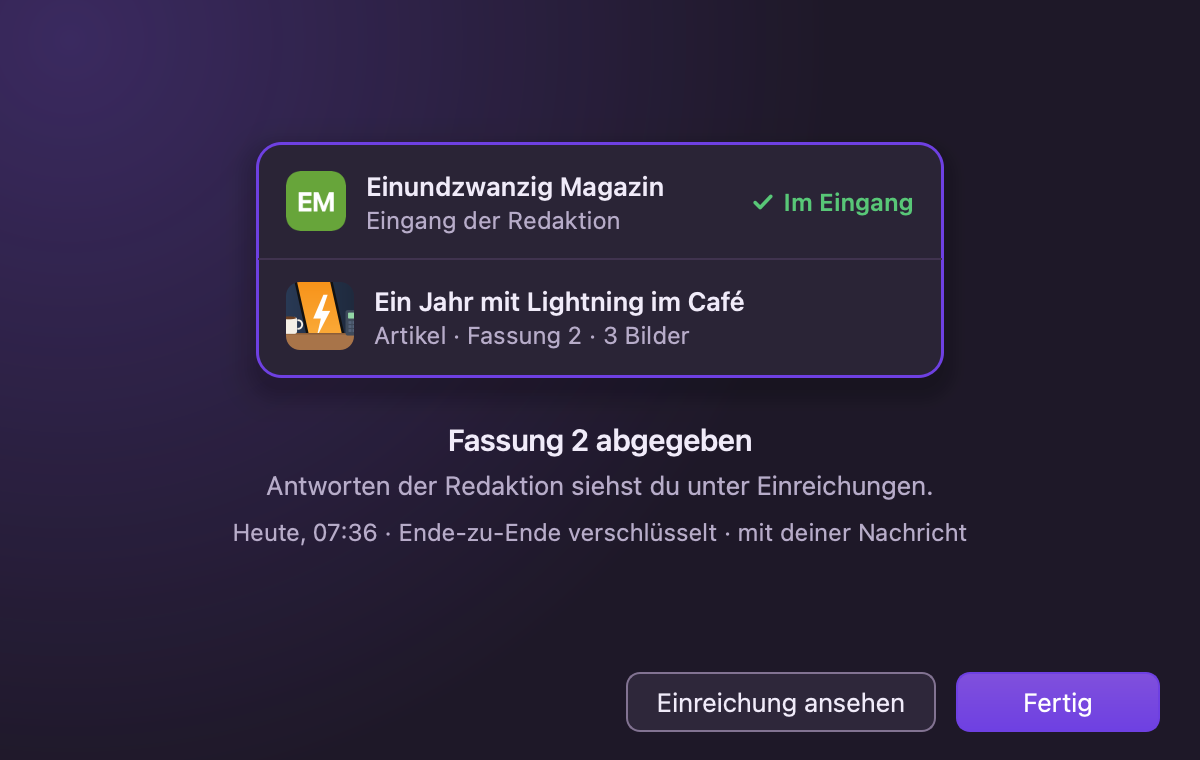 EM
Einundzwanzig Magazin
Eingang der Redaktion
Im Eingang
Ein Jahr mit Lightning im Café
Artikel · Fassung 2 · 3 Bilder
Fassung 2 abgegeben
Antworten der Redaktion siehst du unter Einreichungen.
Heute, 07:36 · Ende-zu-Ende verschlüsselt · mit deiner Nachricht
Einreichung ansehen
Fertig